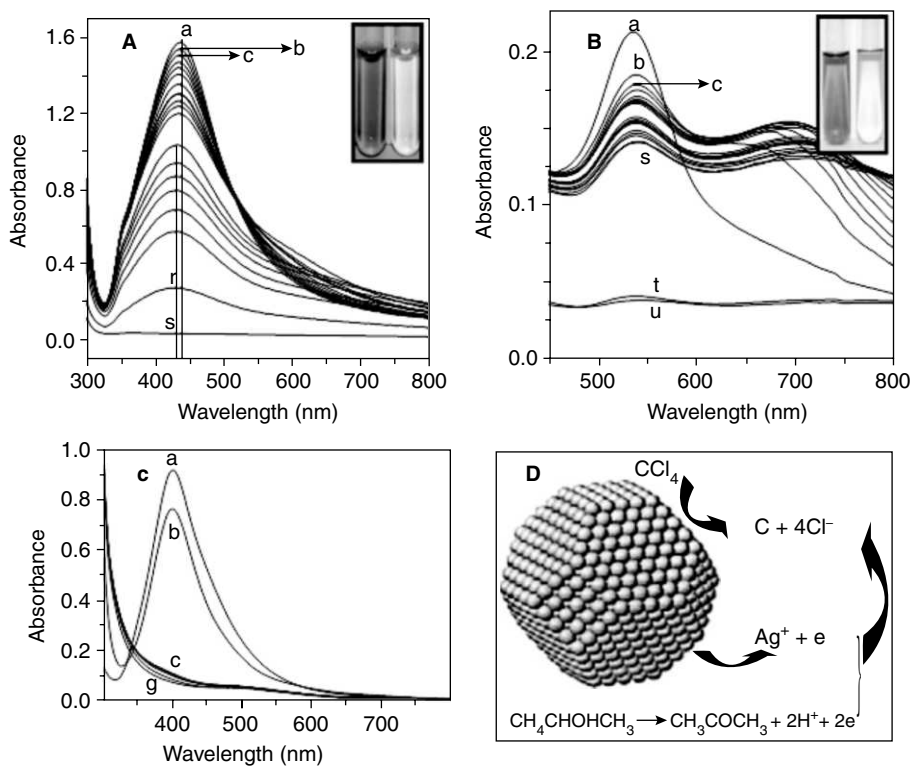 A
a
b
c
r
s
1.6
1.2
0.8
0.4
0.0
300 400 500 600 700 800
Absorbance
Wavelength (nm)
B
a
b
c
s
t
u
0.2
0.1
0.0
500 600 700 800
Absorbance
Wavelength (nm)
c
a
b
c
g
1.0
0.8
0.6
0.4
0.2
0.0
400 500 600 700
Absorbance
Wavelength (nm)
D
CCl₄
C + 4Cl⁻
Ag⁺ + e
CH₄CHOHCH₃ → CH₃COCH₃ + 2H⁺ + 2e⁻